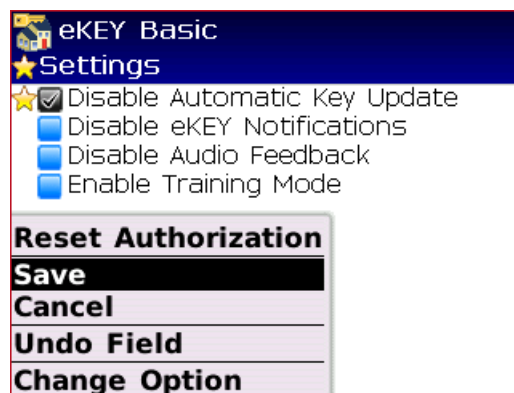 eKEY Basic
Settings
Disable Automatic Key Update
Disable eKEY Notifications
Disable Audio Feedback
Enable Training Mode
Reset Authorization
Save
Cancel
Undo Field
Change Option